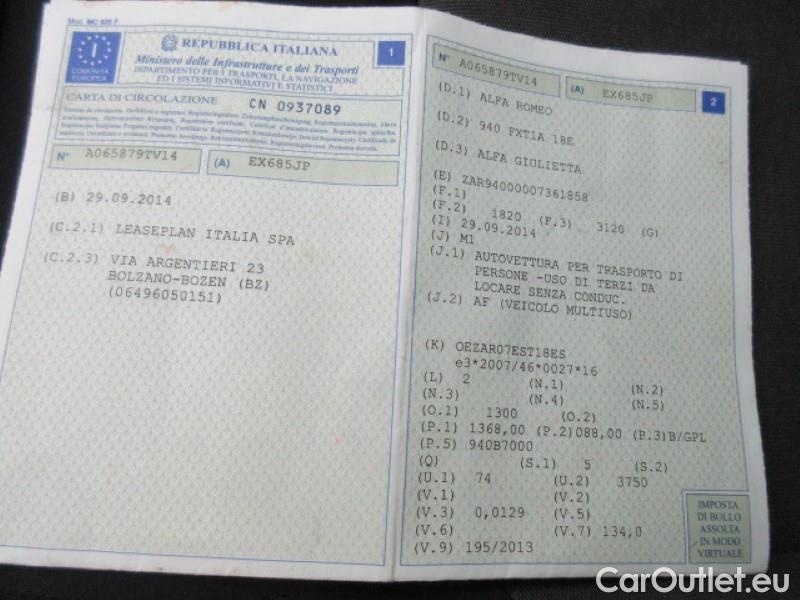 Mod. MC 820 F
I
COMUNITÀ
EUROPEA
REPUBBLICA ITALIANA
1
Ministero delle Infrastrutture e dei Trasporti
DIPARTIMENTO PER I TRASPORTI, LA NAVIGAZIONE
ED I SISTEMI INFORMATIVI E STATISTICI
CARTA DI CIRCOLAZIONE CN 0937089
N° A065879TV14 (A) EX685JP
(B) 29.09.2014
(C.2.1) LEASEPLAN ITALIA SPA
(C.2.3) VIA ARGENTIERI 23
BOLZANO-BOZEN (BZ)
(06496050151)
N° A065879TV14 (A) EX685JP 2
(D.1) ALFA ROMEO
(D.2) 940 FXT1A 18E
(D.3) ALFA GIULIETTA
(E) ZAR94000007361858
(F.1)
(F.2) 1820 (F.3) 3120 (G)
(I) 29.09.2014
(J) M1
(J.1) AUTOVETTURA PER TRASPORTO DI
PERSONE -USO DI TERZI DA
LOCARE SENZA CONDUC.
(J.2) AF (VEICOLO MULTIUSO)
(K) OEZAR07EST18ES
e3*2007/46*0027*16
(L) 2 (N.1) (N.2)
(N.3) (N.4) (N.5)
(O.1) 1300 (O.2)
(P.1) 1368,00 (P.2)088,00 (P.3)B/GPL
(P.5) 940B7000
(Q) (S.1) 5 (S.2)
(U.1) 74 (U.2) 3750
(V.1) (V.2)
(V.3) 0,0129 (V.5)
(V.6) (V.7) 134,0
(V.9) 195/2013
IMPOSTA
DI BOLLO
ASSOLTA
IN MODO
VIRTUALE
CarOutlet.eu